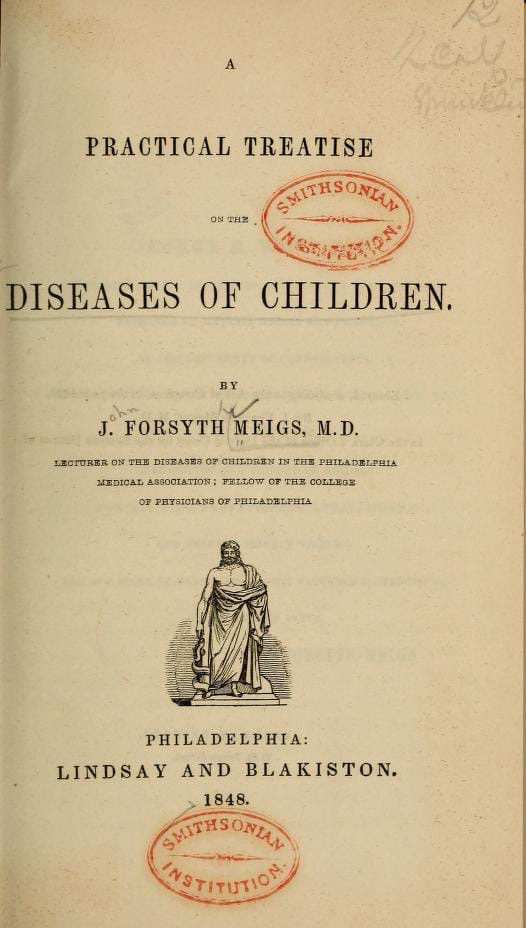 A
PRACTICAL TREATISE
ON THE
SMITHSONIAN
INSTITUTION.
DISEASES OF CHILDREN.
BY
ohn
J. FORSYTH MEIGS, M.D.
LECTURER ON THE DISEASES OF CHILDREN IN THE PHILADELPHIA
MEDICAL ASSOCIATION; FELLOW OF THE COLLEGE
OF PHYSICIANS OF PHILADELPHIA
PHILADELPHIA:
LINDSAY AND BLAKISTON.
1848.
SMITHSONIAN
INSTITUTION.